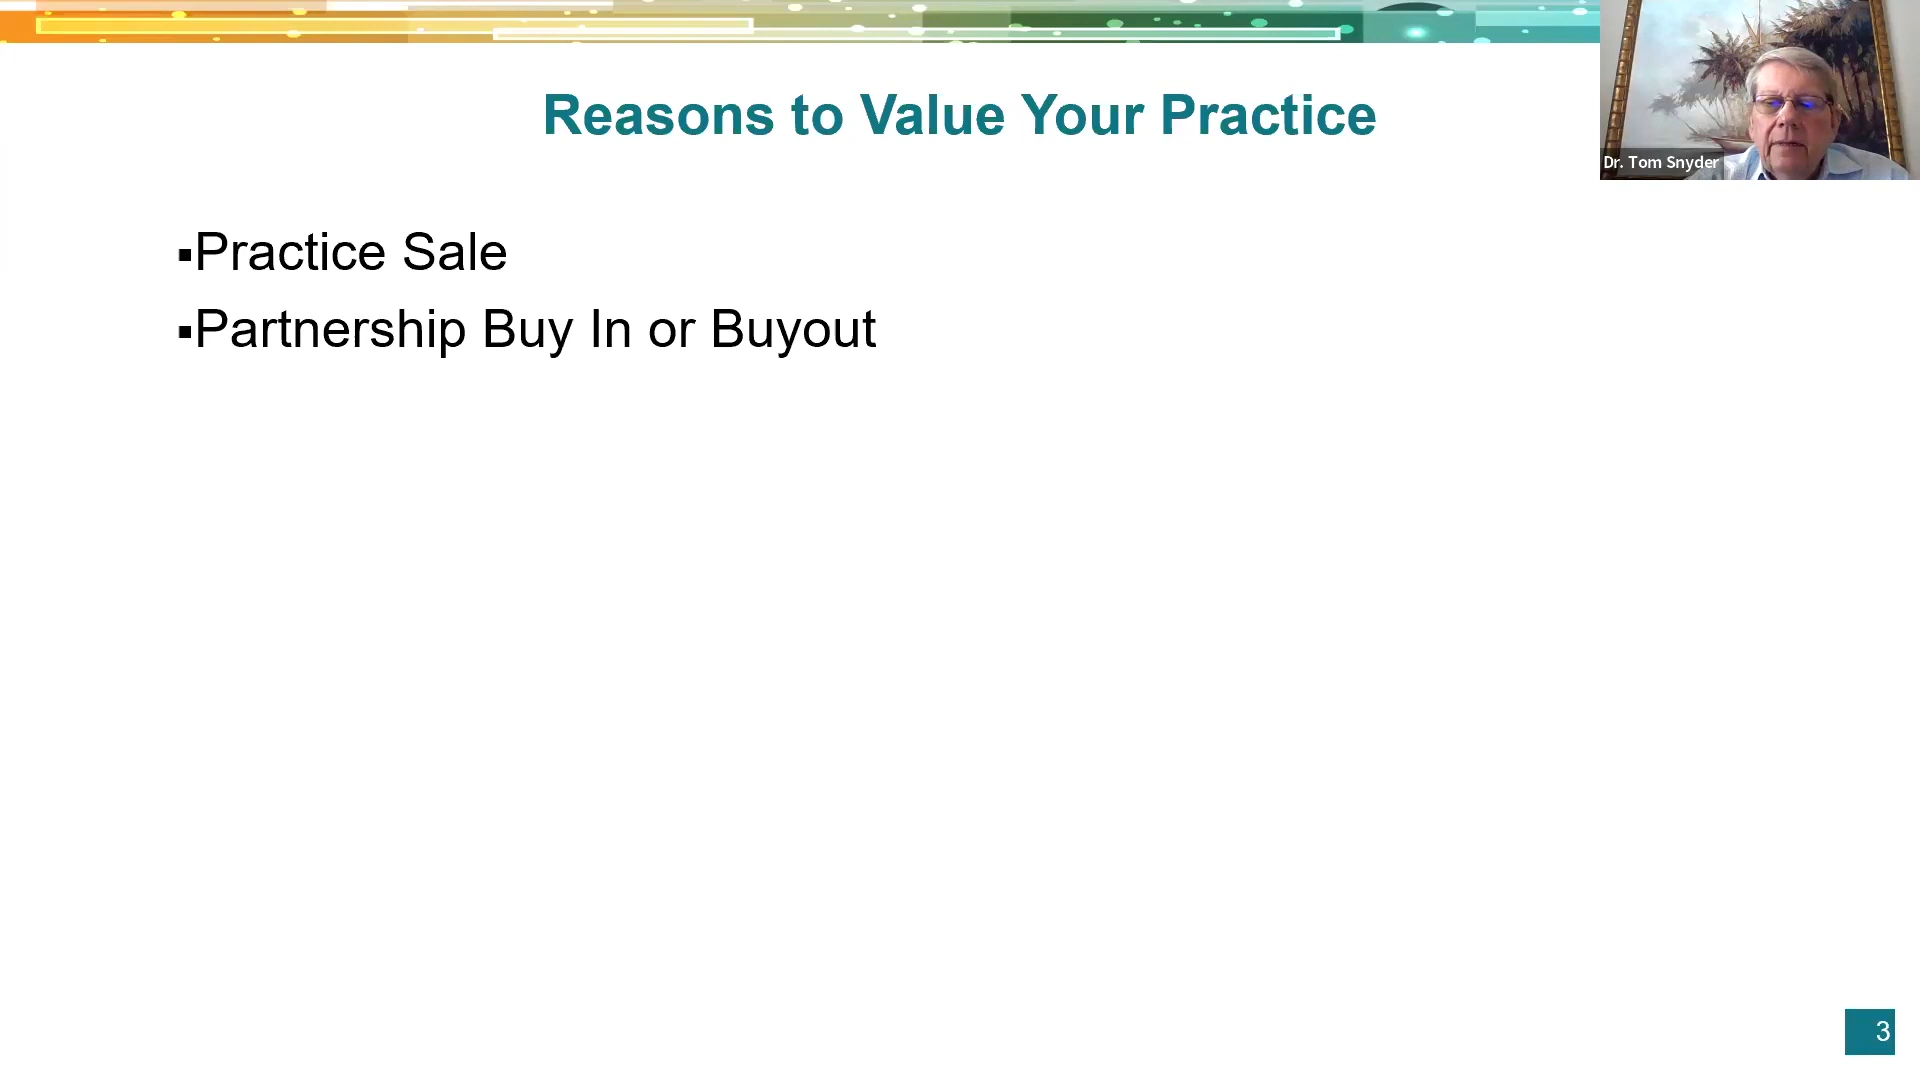 Reasons to Value Your Practice
Dr. Tom Snyder
▪Practice Sale
▪Partnership Buy In or Buyout
3